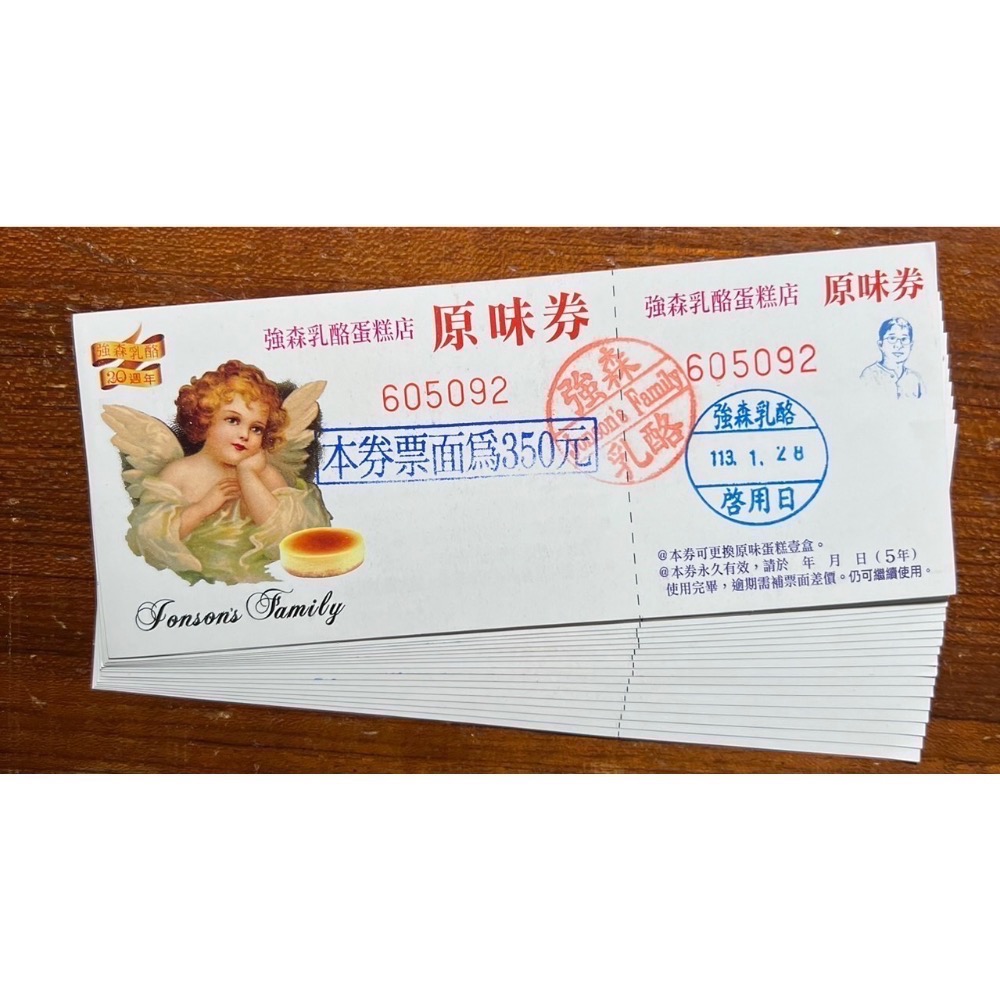 強森乳酪
20週年
強森乳酪蛋糕店 原味券
605092
本券票面爲350元
Jonson's Family
強森
Jonson's Family
乳酪
強森乳酪蛋糕店 原味券
605092
強森乳酪
113. 1. 28
啓用日
@本券可更換原味蛋糕壹盒。
@本券永久有效，請於 年 月 日(5年)
使用完畢，逾期需補票面差價。仍可繼續使用。